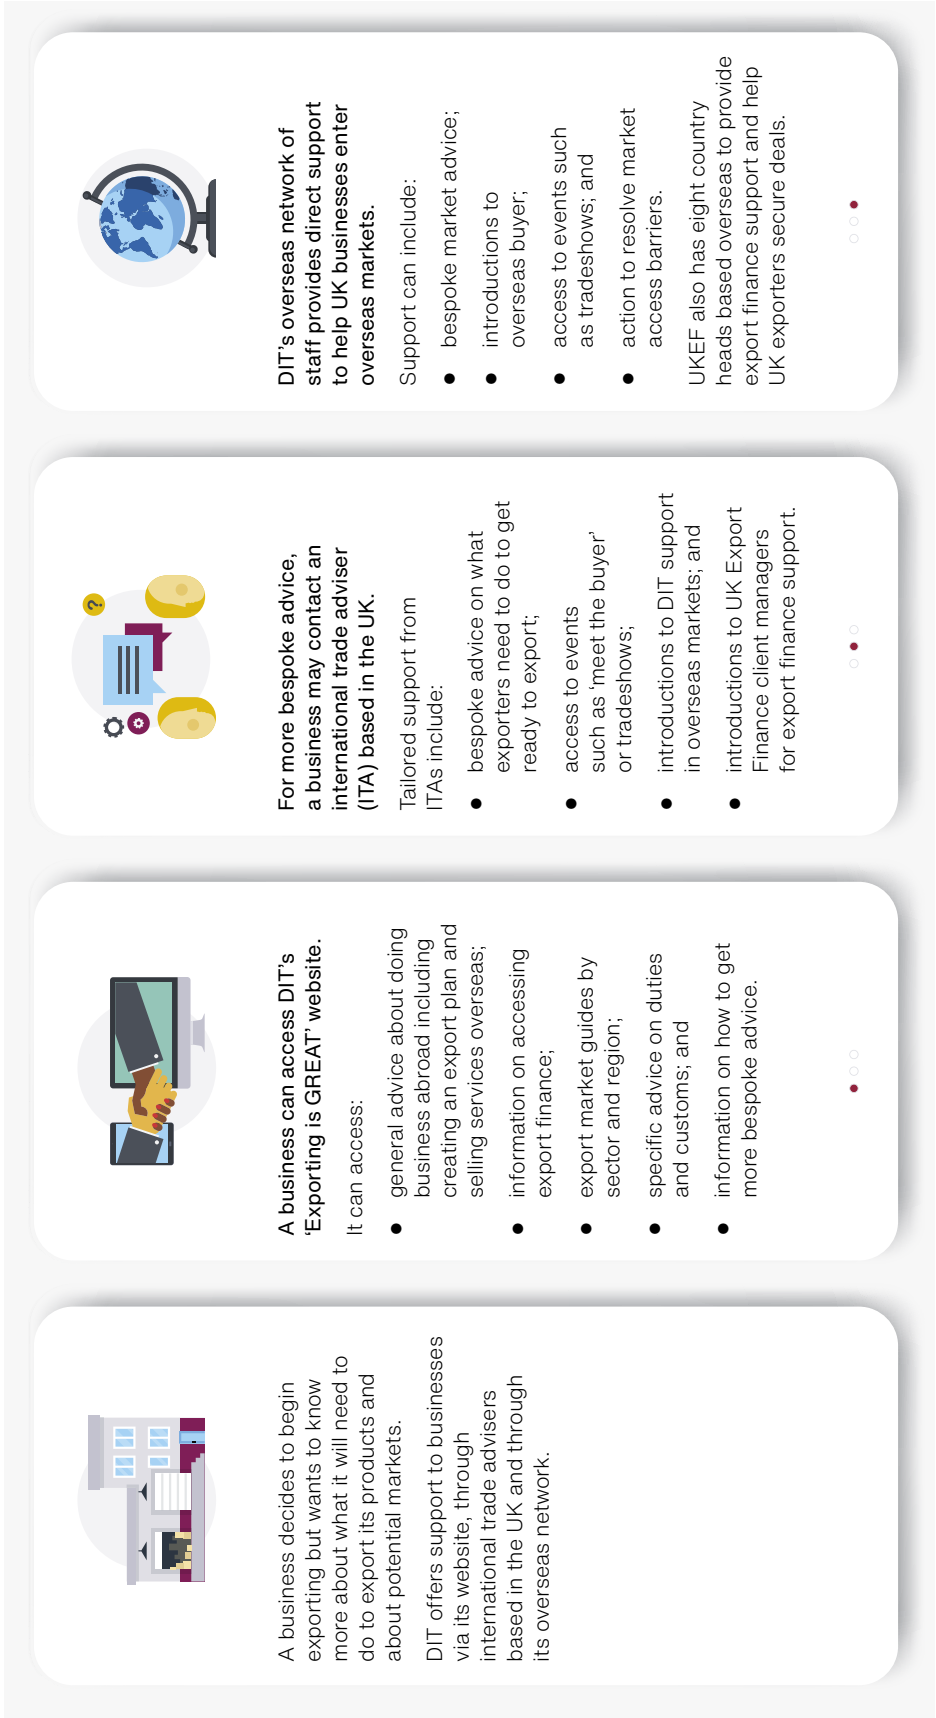 A business decides to begin
exporting but wants to know
more about what it will need to
do to export its products and
about potential markets.
DIT offers support to businesses
via its website, through
international trade advisers
based in the UK and through
its overseas network.
A business can access DIT’s
‘Exporting is GREAT’ website.
It can access:
● general advice about doing
business abroad including
creating an export plan and
selling services overseas;
● information on accessing
export finance;
● export market guides by
sector and region;
● specific advice on duties
and customs; and
● information on how to get
more bespoke advice.
For more bespoke advice,
a business may contact an
international trade adviser
(ITA) based in the UK.
Tailored support from
ITAs include:
● bespoke advice on what
exporters need to do to get
ready to export;
● access to events
such as ‘meet the buyer’
or tradeshows;
● introductions to DIT support
in overseas markets; and
● introductions to UK Export
Finance client managers
for export finance support.
?
DIT’s overseas network of
staff provides direct support
to help UK businesses enter
overseas markets.
Support can include:
● bespoke market advice;
● introductions to
overseas buyer;
● access to events such
as tradeshows; and
● action to resolve market
access barriers.
UKEF also has eight country
heads based overseas to provide
export finance support and help
UK exporters secure deals.